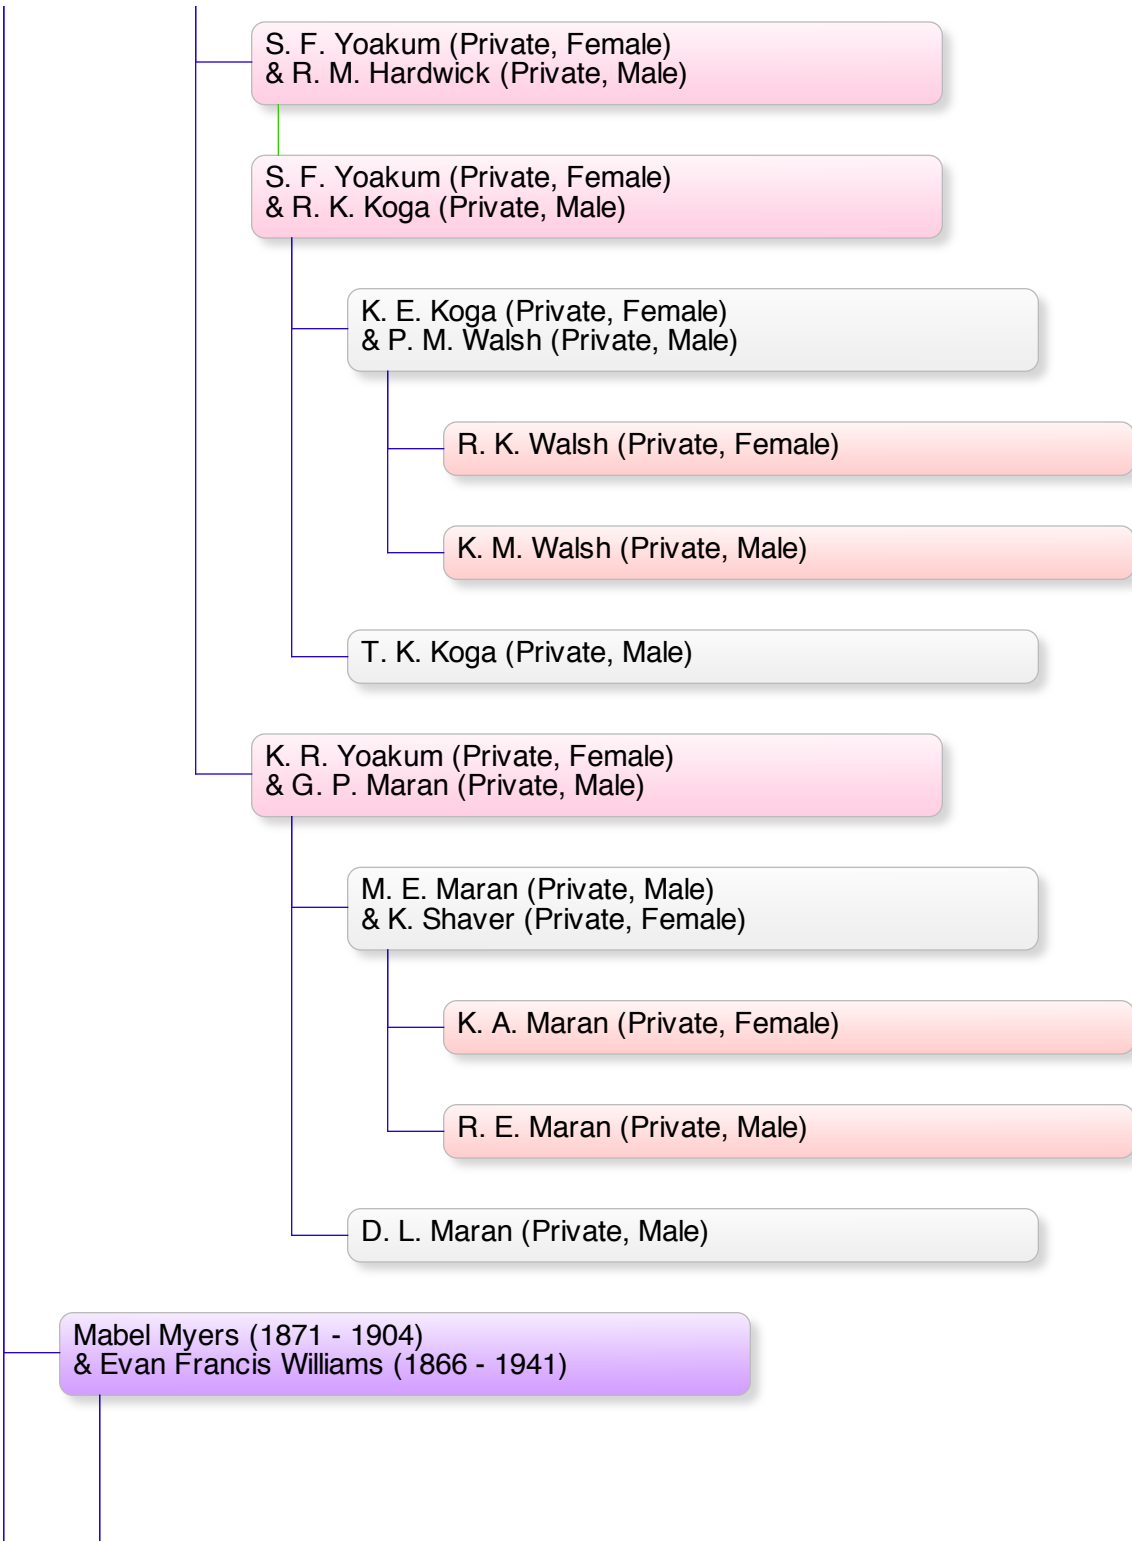 S. F. Yoakum (Private, Female)
& R. M. Hardwick (Private, Male)
S. F. Yoakum (Private, Female)
& R. K. Koga (Private, Male)
K. E. Koga (Private, Female)
& P. M. Walsh (Private, Male)
R. K. Walsh (Private, Female)
K. M. Walsh (Private, Male)
T. K. Koga (Private, Male)
K. R. Yoakum (Private, Female)
& G. P. Maran (Private, Male)
M. E. Maran (Private, Male)
& K. Shaver (Private, Female)
K. A. Maran (Private, Female)
R. E. Maran (Private, Male)
D. L. Maran (Private, Male)
Mabel Myers (1871 - 1904)
& Evan Francis Williams (1866 - 1941)